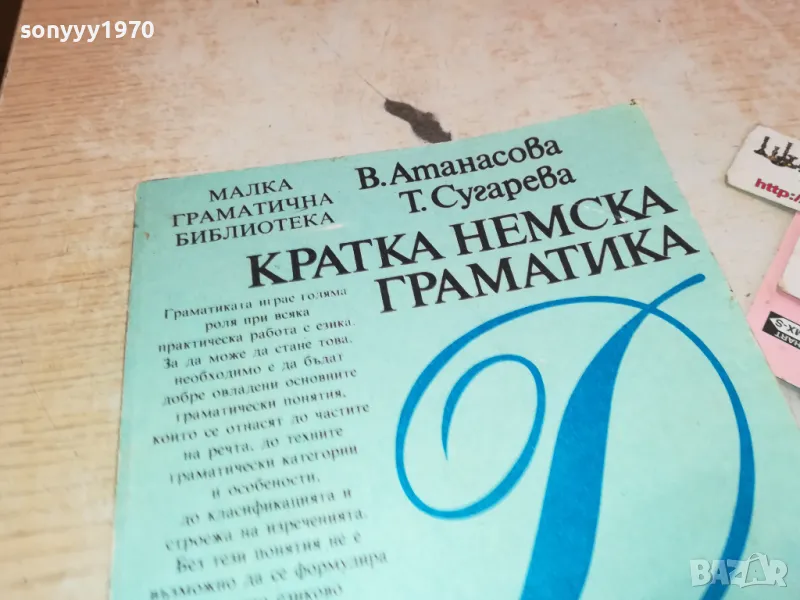 sonyyy1970
МАЛКА
ГРАМАТИЧНА
БИБЛИОТЕКА
В. Атанасова
Т. Сугарева
КРАТКА НЕМСКА
ГРАМАТИКА
Граматиката играе голяма
роля при всяка
практическа работа с езика.
За да може да стане това,
необходимо е да бъдат
добре овладени основните
граматически понятия,
които се отнасят до частите
на речта, до техните
граматически категории
и особености,
до класификацията и
строежа на изреченията.
Без тези понятия не е
възможно да се формулира
езиково
http:/
BAZAR